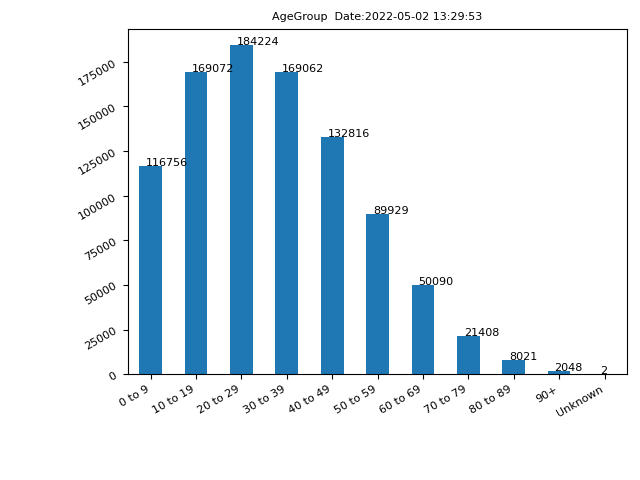 AgeGroup  Date:2022-05-02 13:29:53
175000
150000
125000
100000
75000
50000
25000
0
116756
169072
184224
169062
132816
89929
50090
21408
8021
2048
2
0 to 9
10 to 19
20 to 29
30 to 39
40 to 49
50 to 59
60 to 69
70 to 79
80 to 89
90+
Unknown